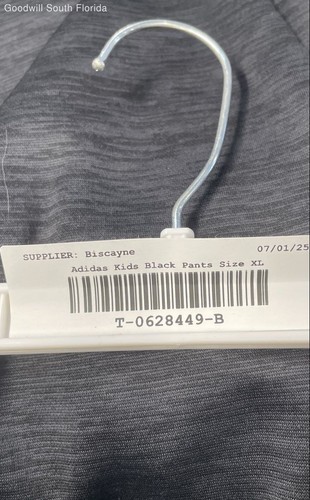 Goodwill South Florida
SUPPLIER: Biscayne 07/01/25
Adidas Kids Black Pants Size XL
T-0628449-B